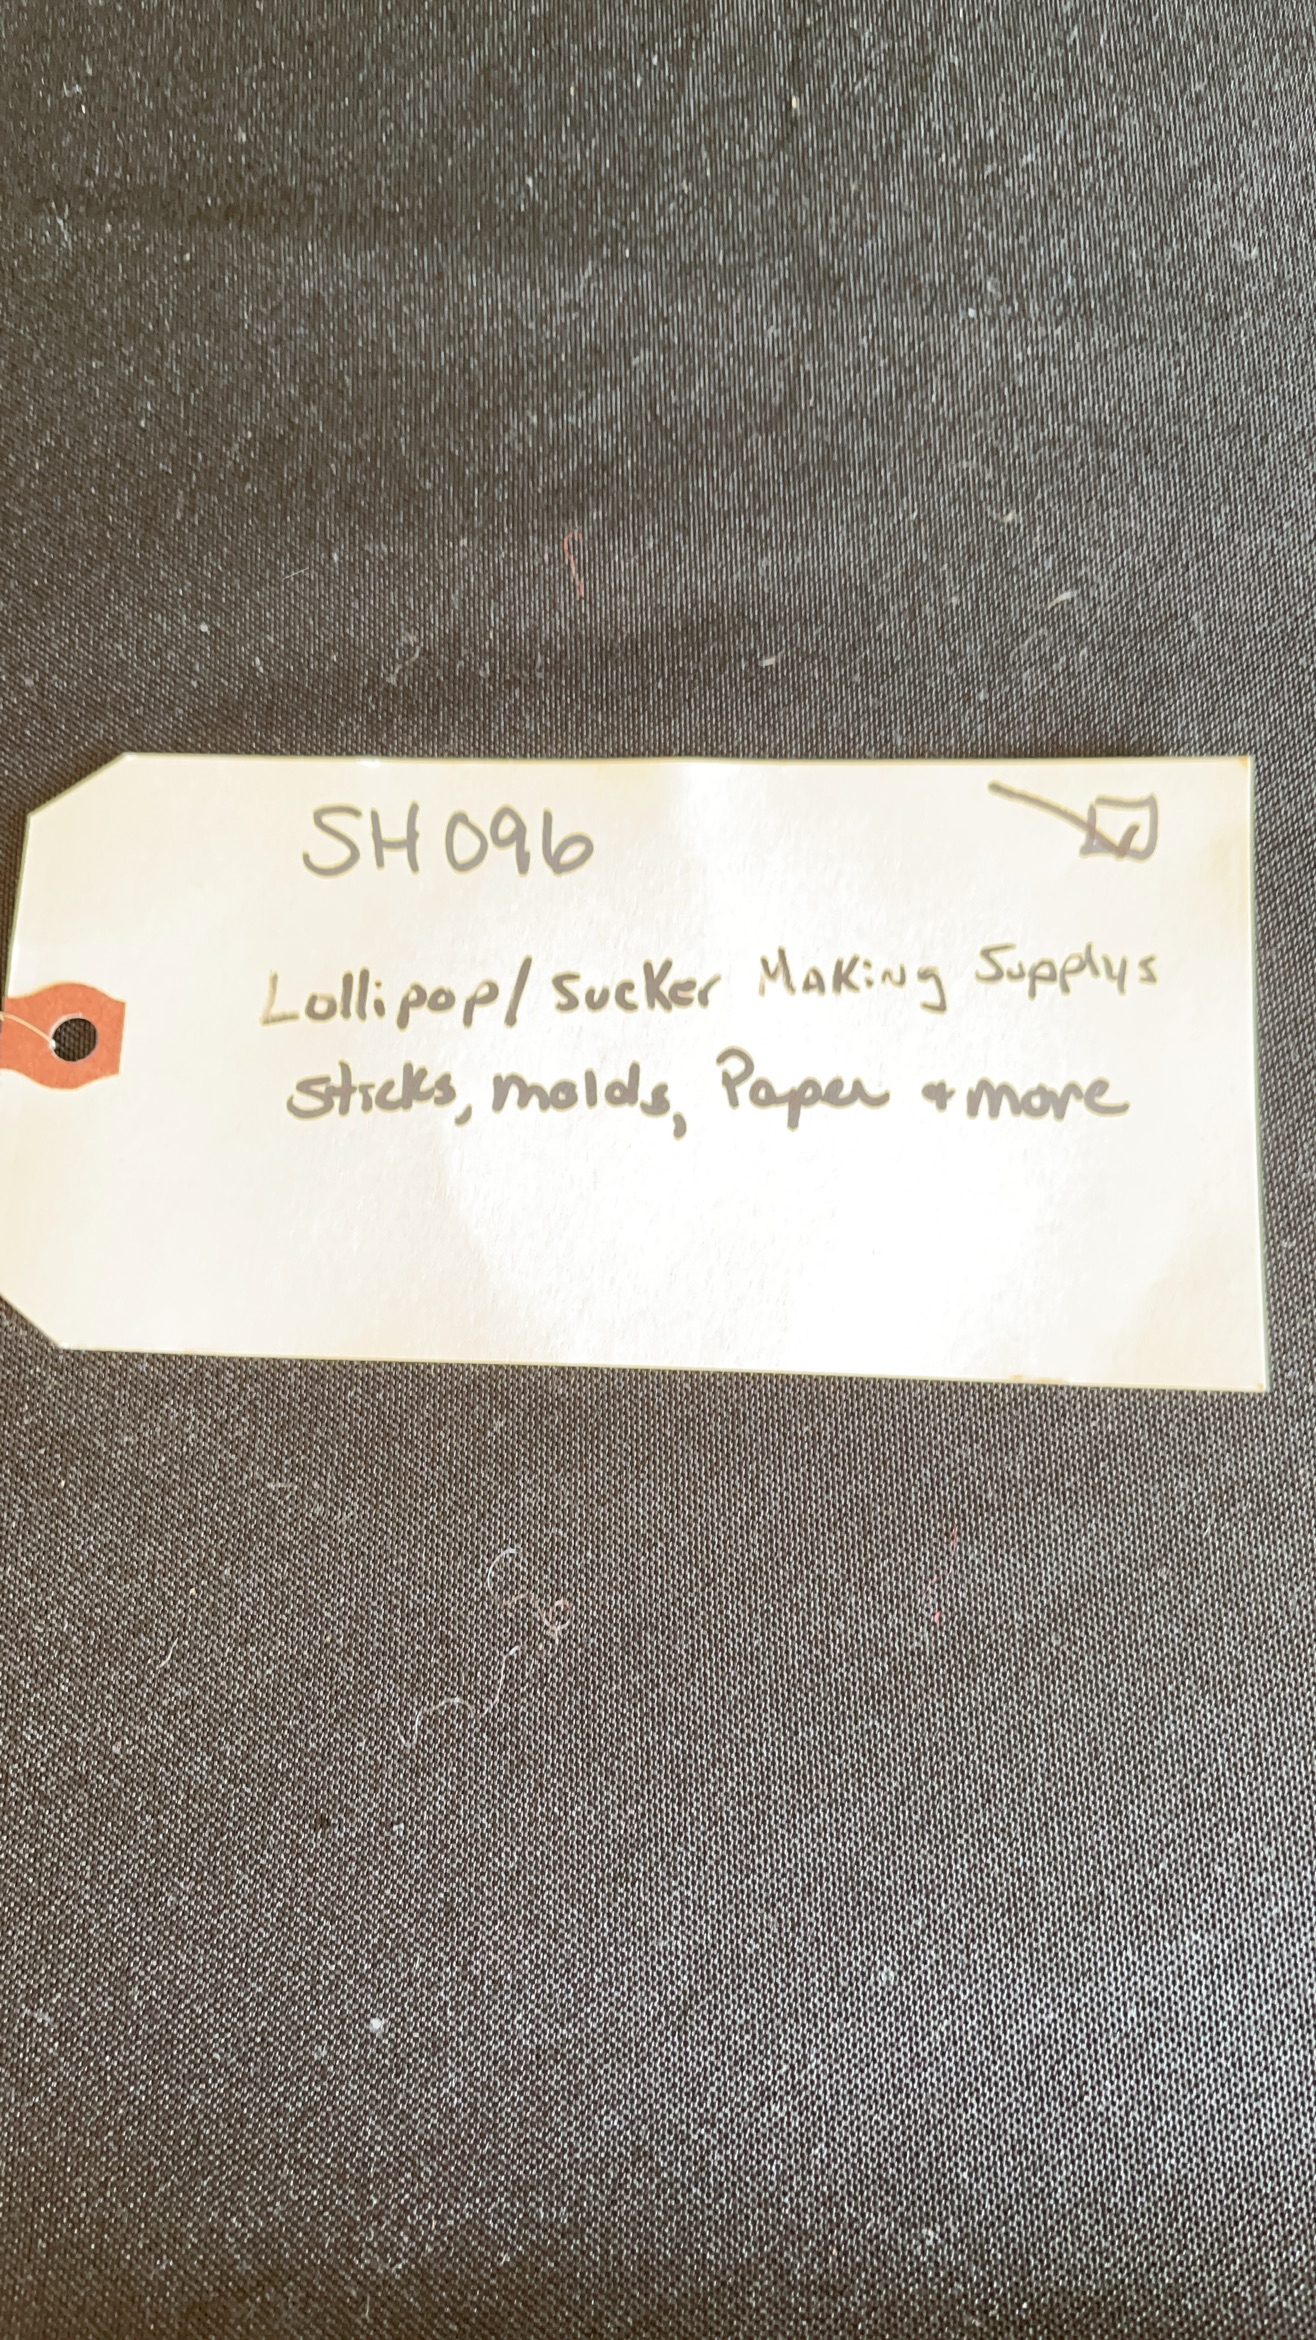 SH096
Lollipop/Sucker Making Supplys
sticks, molds, Paper + more